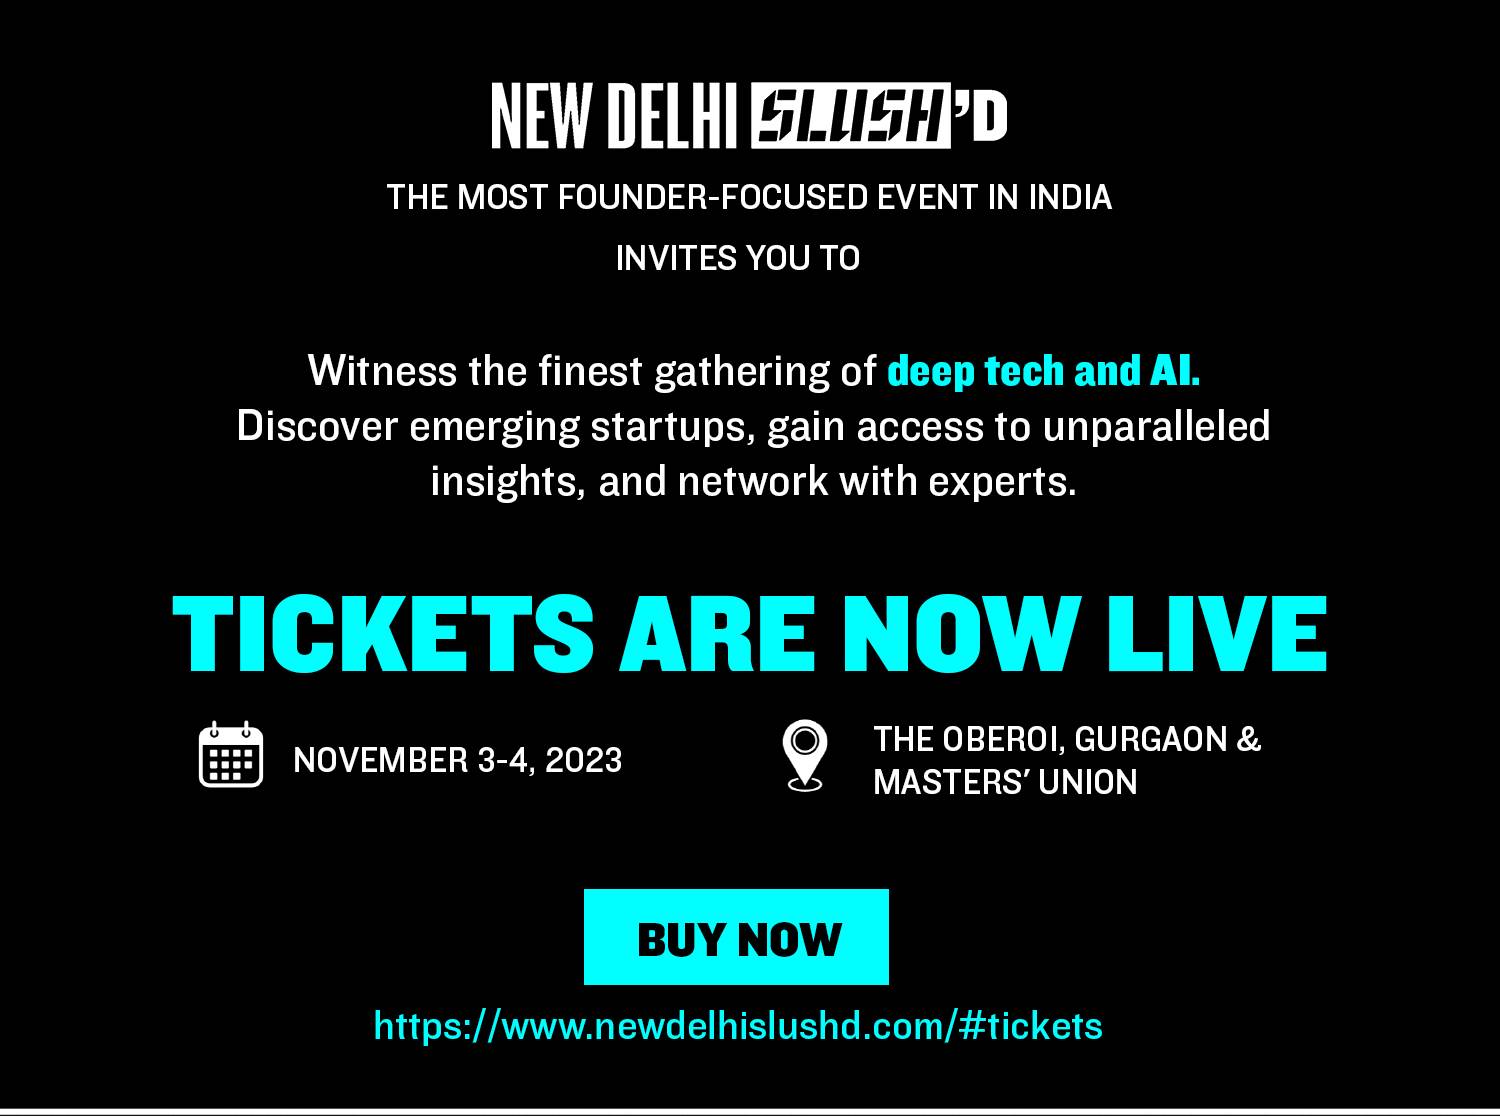 NEW DELHI SLUSH'D
THE MOST FOUNDER-FOCUSED EVENT IN INDIA
INVITES YOU TO
Witness the finest gathering of deep tech and AI.
Discover emerging startups, gain access to unparalleled
insights, and network with experts.
TICKETS ARE NOW LIVE
NOVEMBER 3-4, 2023
THE OBEROI, GURGAON &
MASTERS' UNION
BUY NOW
https://www.newdelhislushd.com/#tickets